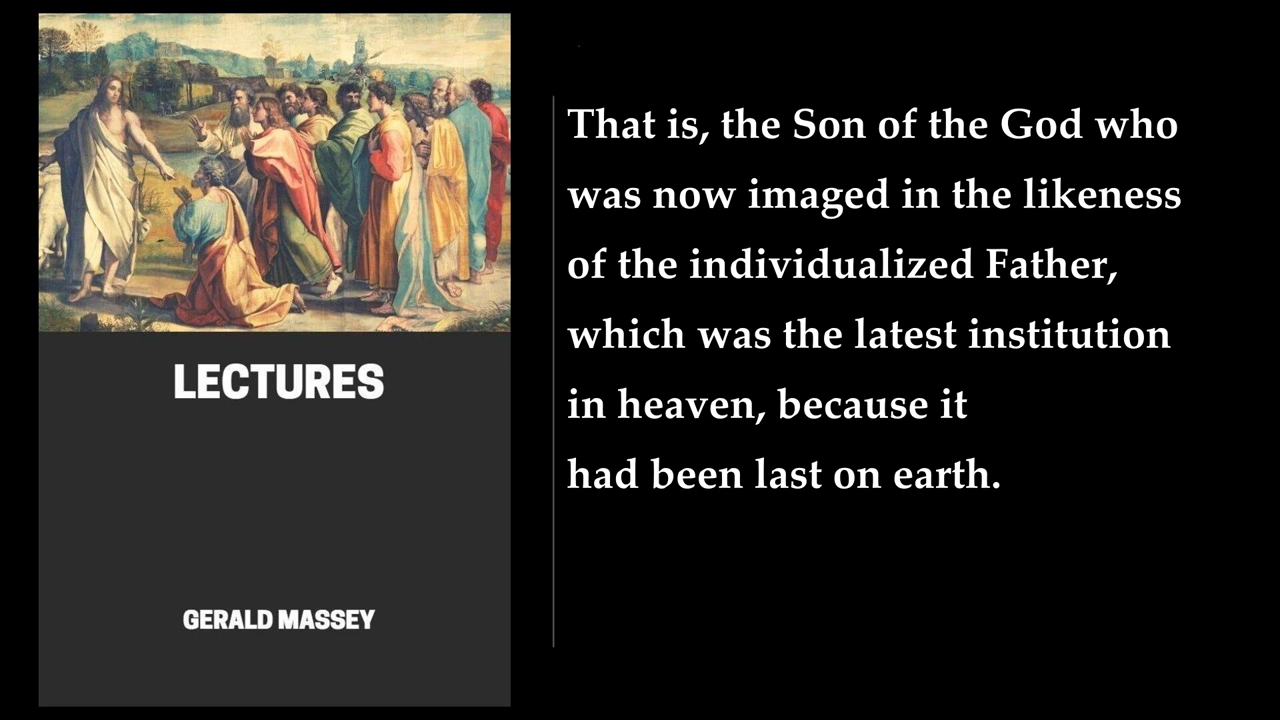 LECTURES
GERALD MASSEY
That is, the Son of the God who
was now imaged in the likeness
of the individualized Father,
which was the latest institution
in heaven, because it
had been last on earth.